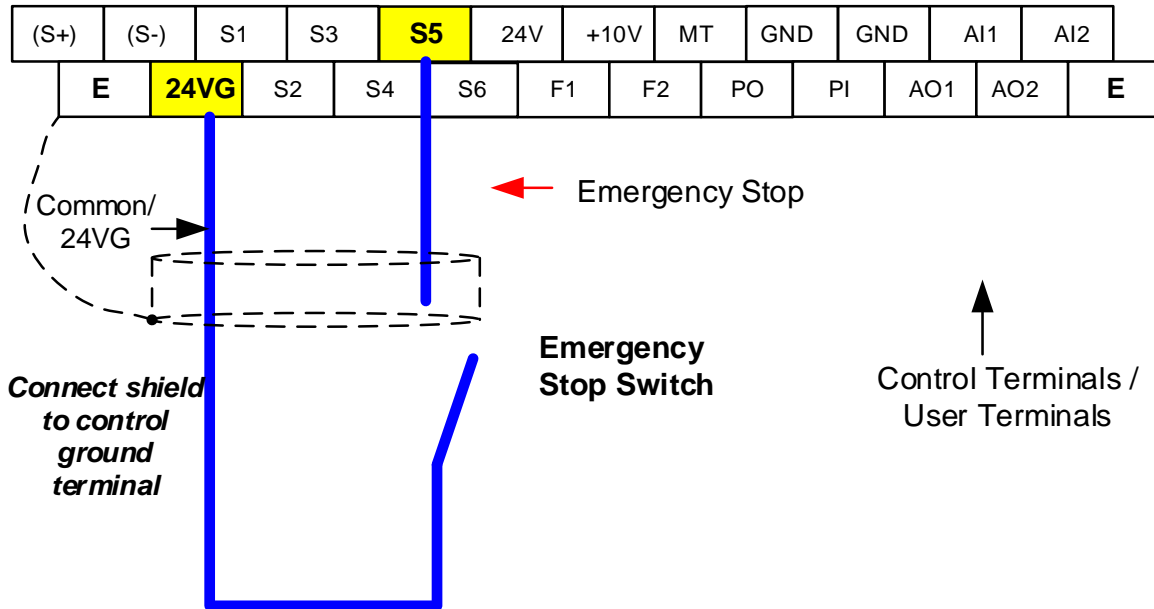 (S+) (S-) S1 S3 S5 24V +10V MT GND GND AI1 AI2
E 24VG S2 S4 S6 F1 F2 PO PI AO1 AO2 E
Common/
24VG
Emergency Stop
Emergency
Stop Switch
Connect shield
to control
ground
terminal
Control Terminals /
User Terminals